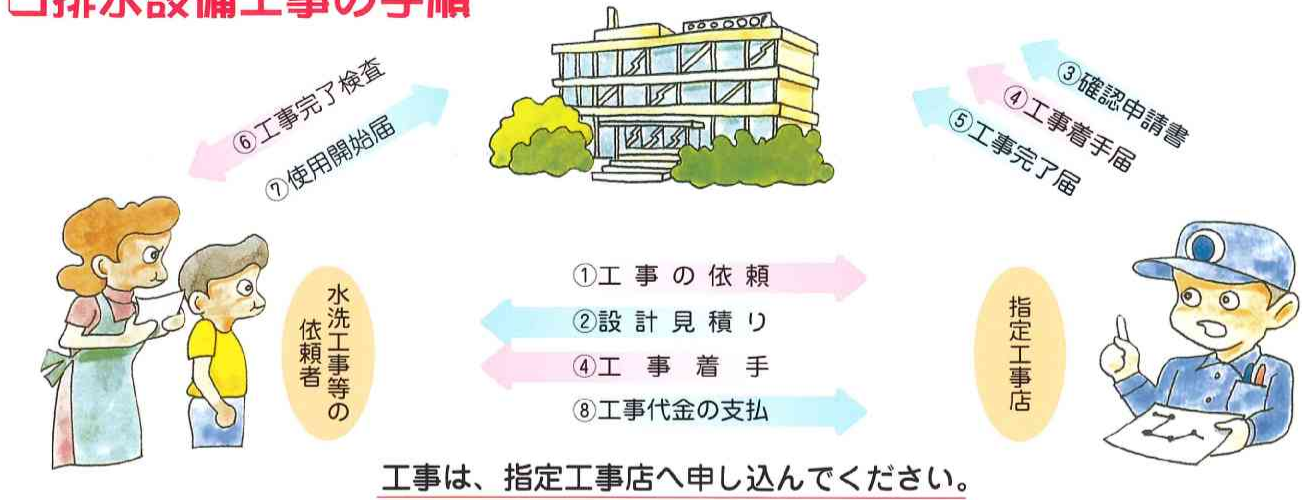 □排水設備工事の手順
⑥工事完了検査
⑦使用開始届
③確認申請書
④工事着手届
⑤工事完了届
水洗工事等の
依頼者
①工事の依頼
②設計見積り
④工事着手
⑧工事代金の支払
指定工事店
工事は、指定工事店へ申し込んでください。